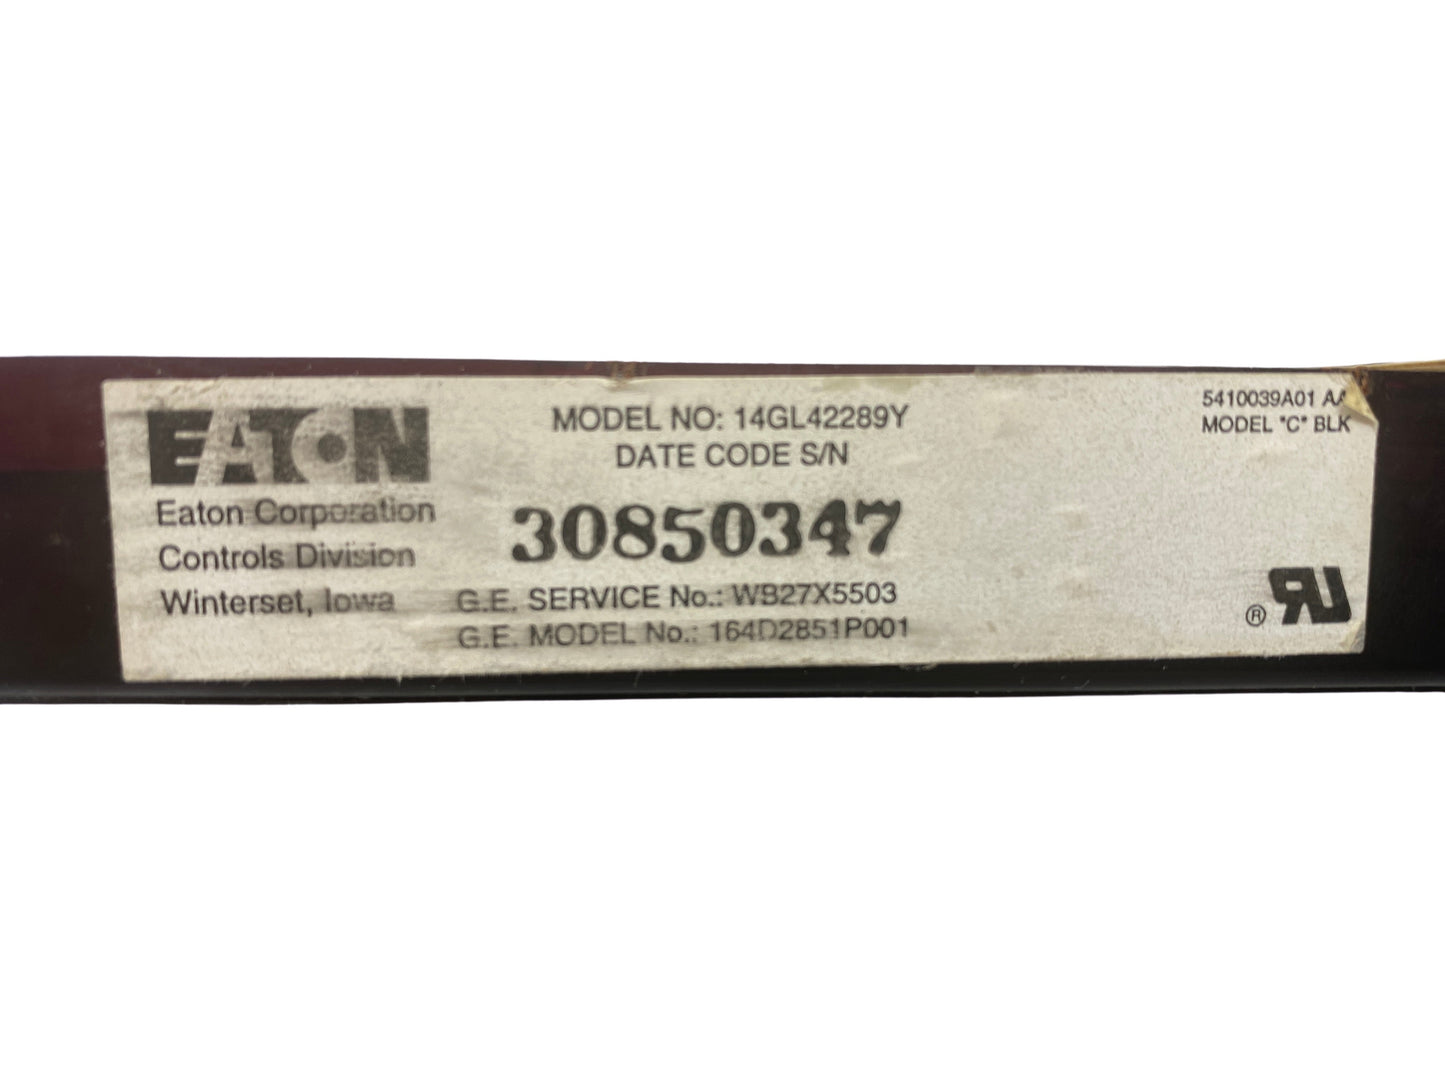 EATON
Eaton Corporation
Controls Division
Winterset, Iowa
MODEL NO: 14GL42289Y
DATE CODE S/N
30850347
G.E. SERVICE No.: WB27X5503
G.E. MODEL No.: 164D2851P001
5410039A01
MODEL "C" BLK
®